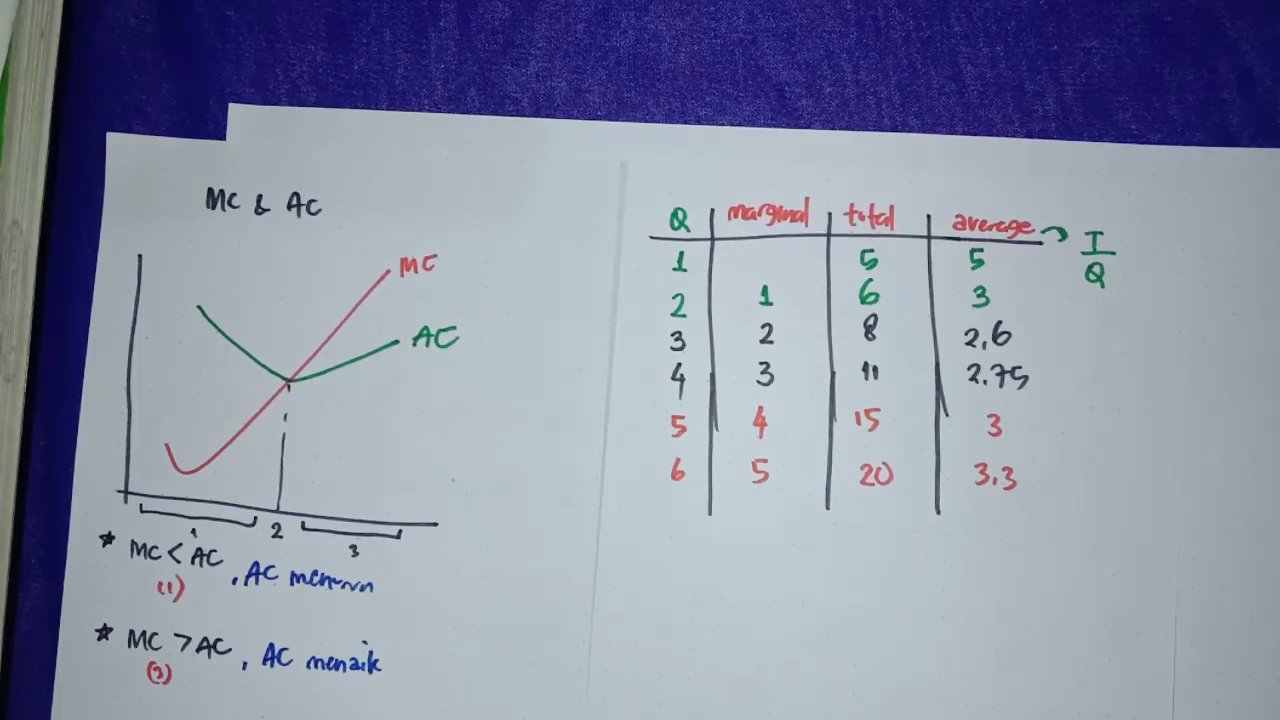 MC & AC
MC
AC
1
2
3
* MC < AC, AC menurun
(1)
* MC > AC, AC menaik
(3)
Q marginal total average → T/Q
1 5 5
2 1 6 3
3 2 8 2,6
4 3 11 2.75
5 4 15 3
6 5 20 3.3